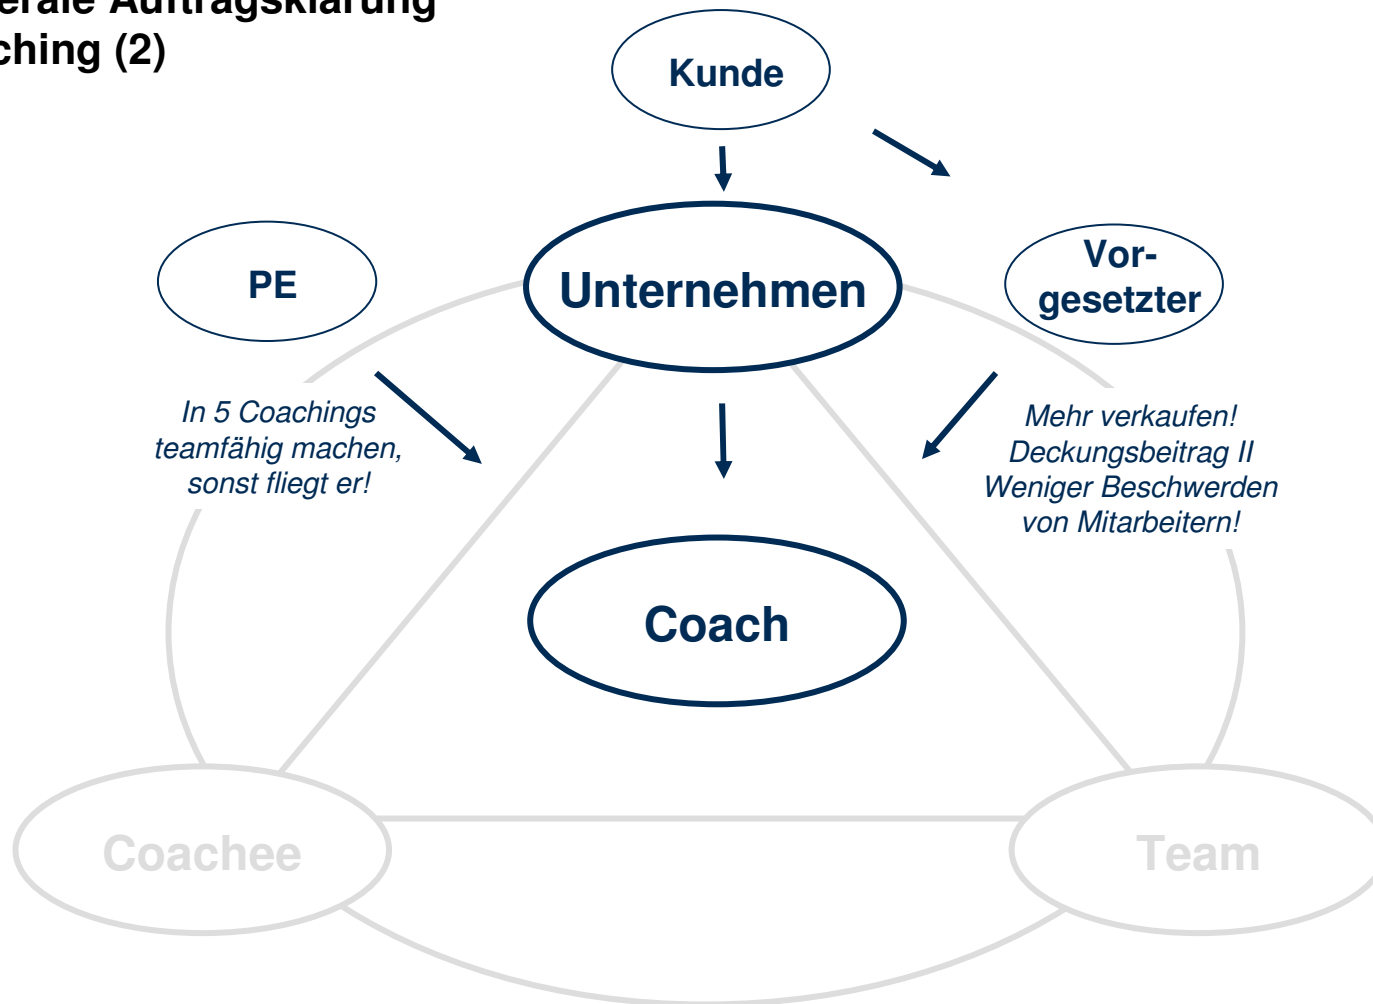 Auftragsklärung
(2)
Kunde
PE
Unternehmen
Vor-
gesetzter
In 5 Coachings
teamfähig machen,
sonst fliegt er!
Mehr verkaufen!
Deckungsbeitrag II
Weniger Beschwerden
von Mitarbeitern!
Coach
Coachee
Team